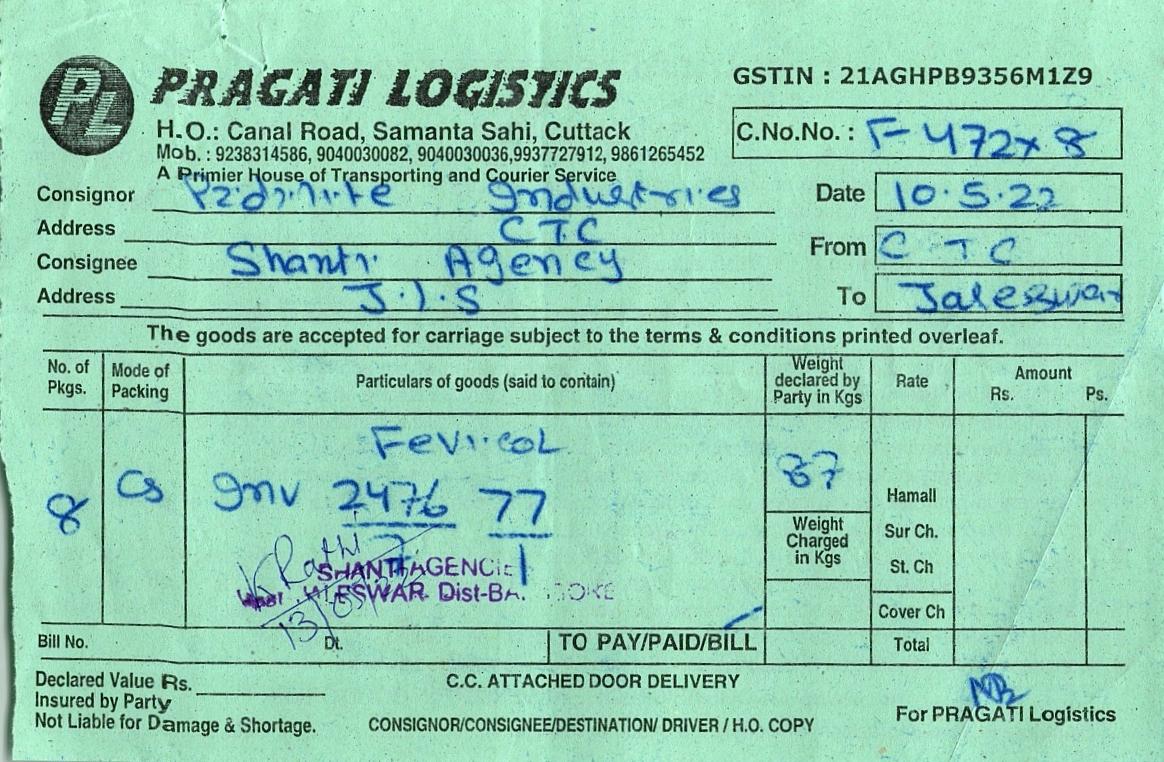 PL PRAGATI LOGISTICS
GSTIN : 21AGHPB9356M1Z9
H.O.: Canal Road, Samanta Sahi, Cuttack
C.No.No. : F-472x8
Mob. : 9238314586, 9040030082, 9040030036,9937727912, 9861265452
A Primier House of Transporting and Courier Service
Consignor Pidilite Industries Date 10.5.22
Address CTC
Consignee Shanti Agency From CTC
Address J.I.S To Jaleswar
The goods are accepted for carriage subject to the terms & conditions printed overleaf.
No. of Pkgs. Mode of Packing Particulars of goods (said to contain) Weight declared by Party in Kgs Rate Amount Rs. Ps.
Fevicol
8 Cs Inv 2476 77 87 Hamall
Weight Charged in Kgs Sur Ch.
SHANTI AGENCIE St. Ch
ESWAR Dist-BA
Cover Ch
Bill No. Dt. TO PAY/PAID/BILL Total
Declared Value Rs. C.C. ATTACHED DOOR DELIVERY
Insured by Party
Not Liable for Damage & Shortage. CONSIGNOR/CONSIGNEE/DESTINATION/ DRIVER / H.O. COPY For PRAGATI Logistics